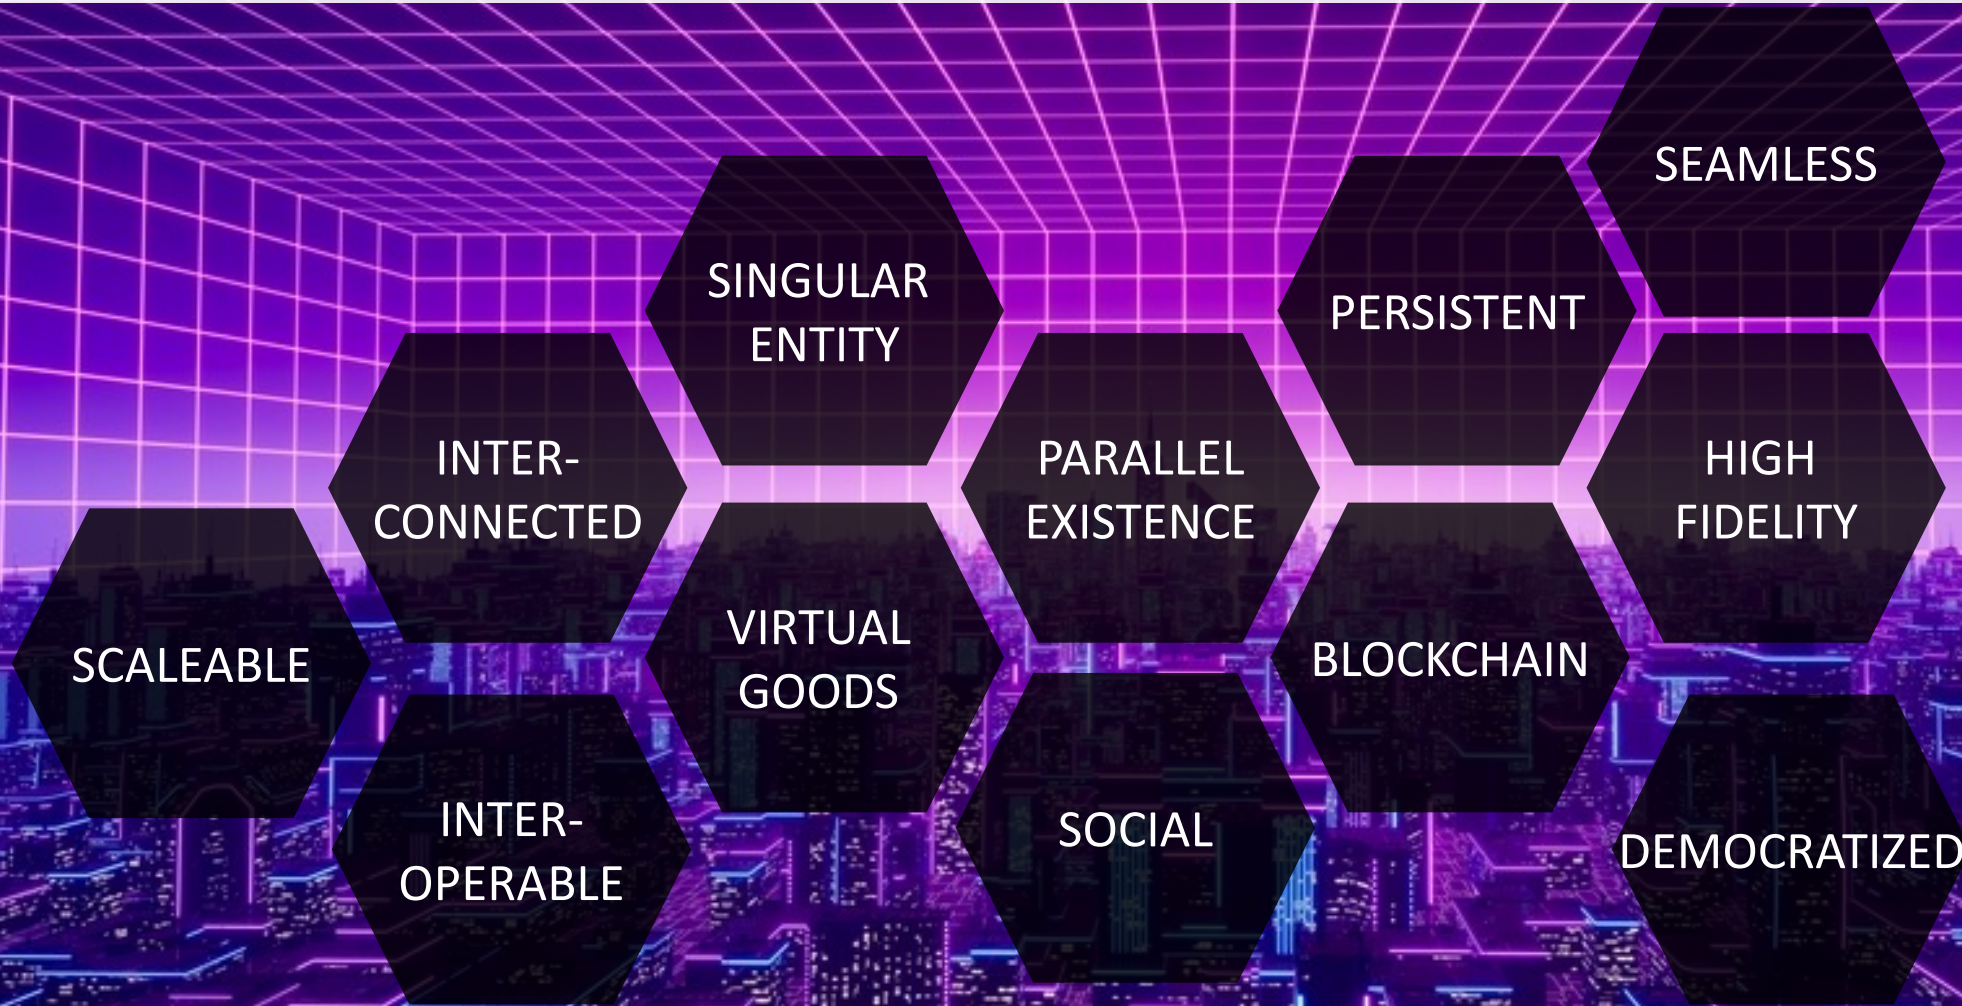 SEAMLESS
SINGULAR
ENTITY
PERSISTENT
INTER-
CONNECTED
PARALLEL
EXISTENCE
HIGH
FIDELITY
SCALEABLE
VIRTUAL
GOODS
BLOCKCHAIN
INTER-
OPERABLE
SOCIAL
DEMOCRATIZED